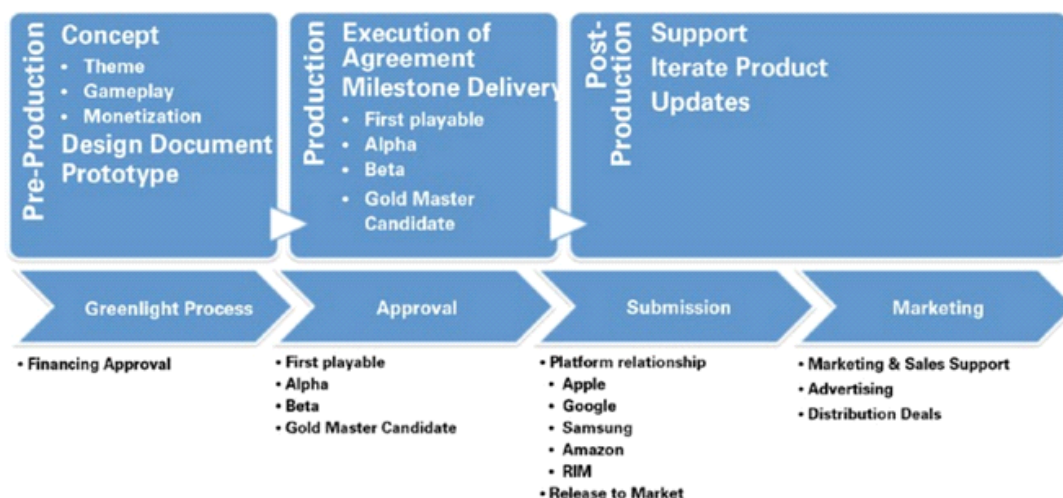 Pre-Production
Concept
• Theme
• Gameplay
• Monetization
Design Document
Prototype
Production
Execution of
Agreement
Milestone Delivery
• First playable
• Alpha
• Beta
• Gold Master
Candidate
Post-
Production
Support
Iterate Product
Updates
Greenlight Process
• Financing Approval
Approval
• First playable
• Alpha
• Beta
• Gold Master Candidate
Submission
• Platform relationship
• Apple
• Google
• Samsung
• Amazon
• RIM
• Release to Market
Marketing
• Marketing & Sales Support
• Advertising
• Distribution Deals